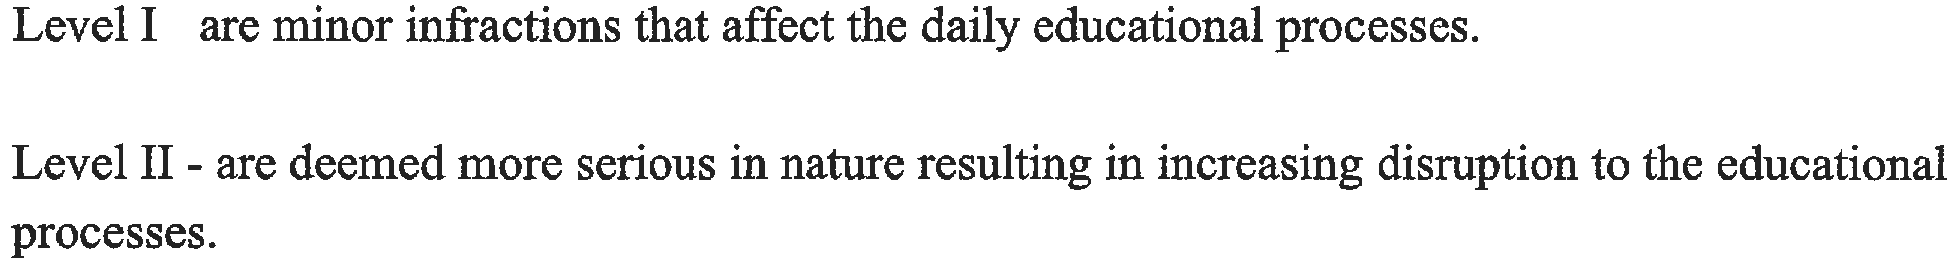 Level I are minor infractions that affect the daily educational processes.
Level II - are deemed more serious in nature resulting in increasing disruption to the educational
processes.